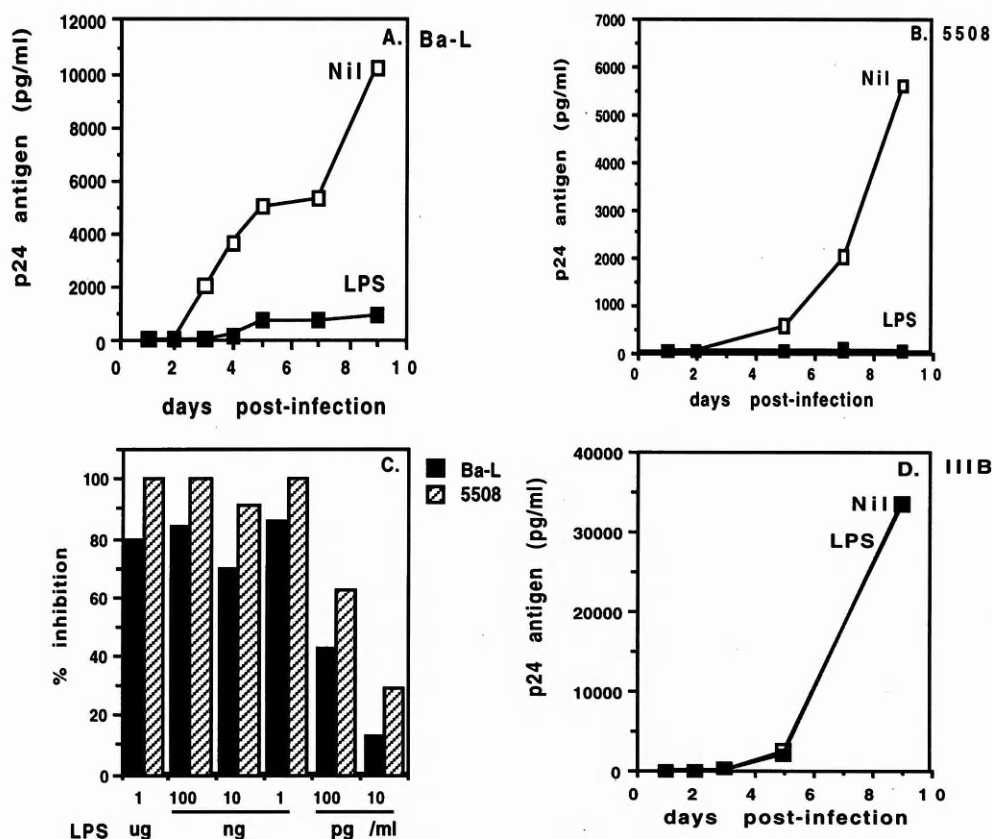 A. Ba-L
p24 antigen (pg/ml)
12000
10000
8000
6000
4000
2000
0
Nil
LPS
0 2 4 6 8 10
days post-infection
B. 5508
p24 antigen (pg/ml)
7000
6000
5000
4000
3000
2000
1000
0
Nil
LPS
0 2 4 6 8 10
days post-infection
C.
% inhibition
100
80
60
40
20
0
Ba-L
5508
1 100 10 1 100 10
LPS ug ng pg /ml
D. IIIB
p24 antigen (pg/ml)
40000
30000
20000
10000
0
Nil
LPS
0 2 4 6 8 10
days post-infection